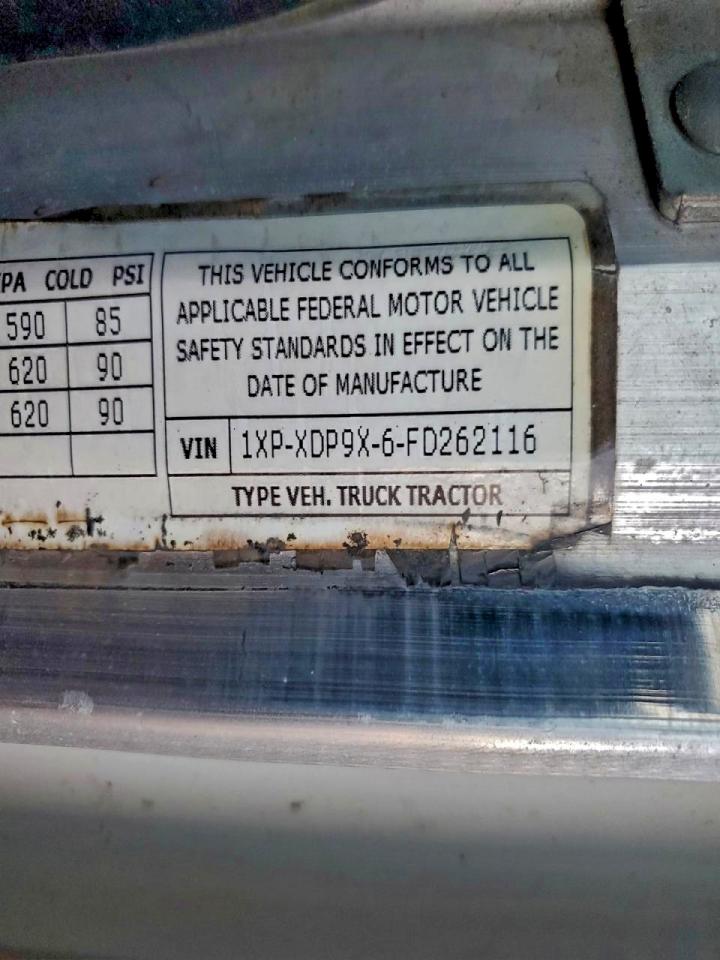 PA COLD PSI
590 85
620 90
620 90
THIS VEHICLE CONFORMS TO ALL
APPLICABLE FEDERAL MOTOR VEHICLE
SAFETY STANDARDS IN EFFECT ON THE
DATE OF MANUFACTURE
VIN 1XP-XDP9X-6-FD262116
TYPE VEH. TRUCK TRACTOR